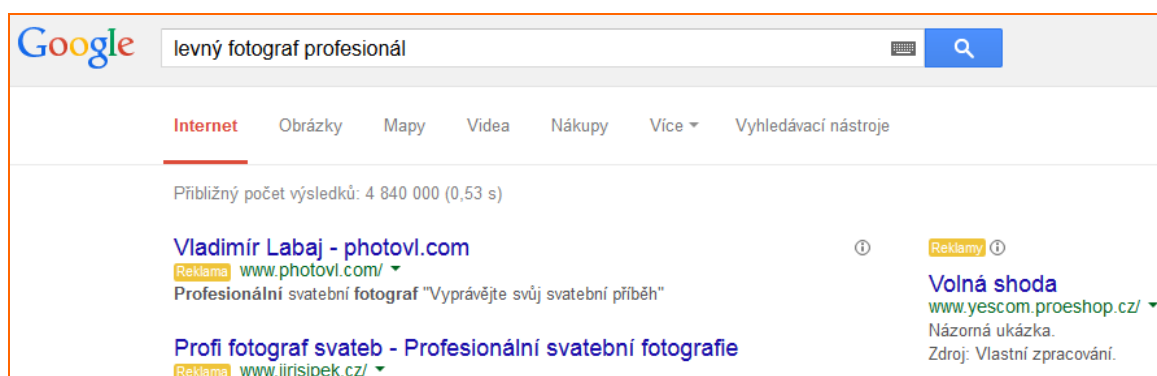 Google levný fotograf profesionál
Internet Obrázky Mapy Videa Nákupy Více Vyhledávací nástroje
Přibližný počet výsledků: 4 840 000 (0,53 s)
Vladimír Labaj - photovl.com
Reklama www.photovl.com/
Profesionální svatební fotograf "Vyprávějte svůj svatební příběh"
Profi fotograf svateb - Profesionální svatební fotografie
Reklama www.jirisipek.cz/
Reklamy
Volná shoda
www.yescom.proeshop.cz/
Názorná ukázka.
Zdroj: Vlastní zpracování.